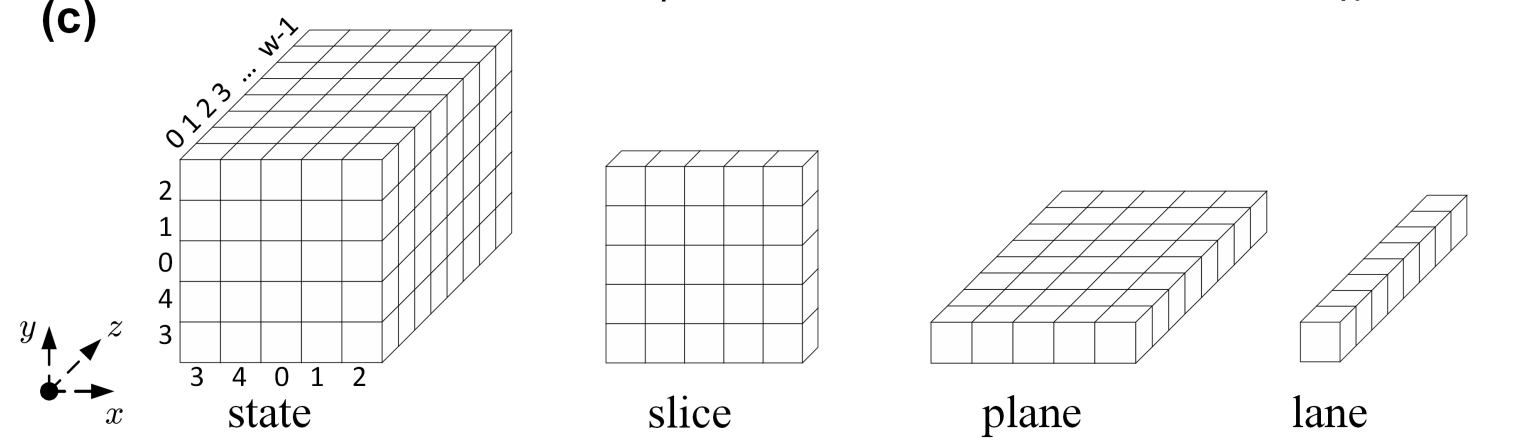 (c)
0 1 2 3 ... w-1
2
1
0
4
3
3 4 0 1 2
y
z
x
state
slice
plane
lane